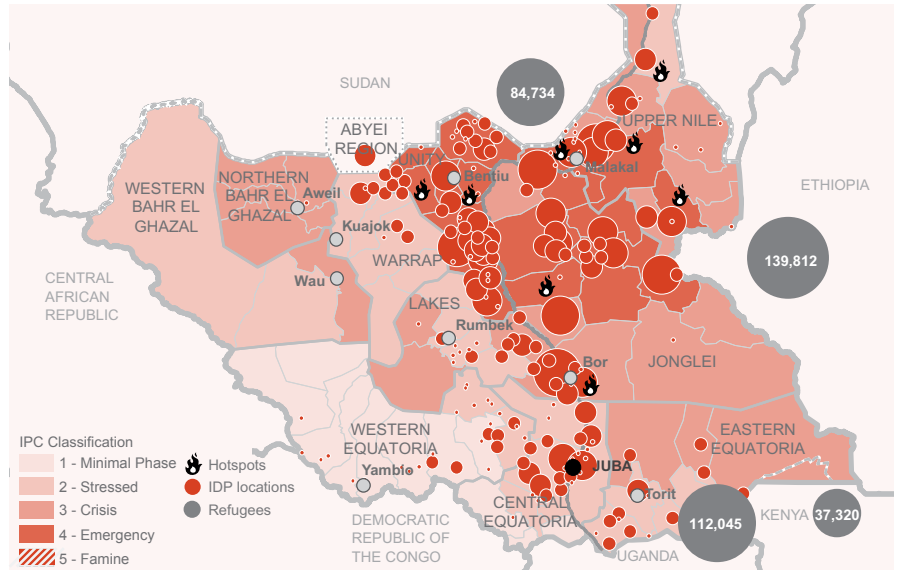 SUDAN
84,734
ABYEI
REGION
UPPER NILE
UNITY
Malakal
Bentiu
NORTHERN
BAHR EL
GHAZAL
Aweil
WESTERN
BAHR EL
GHAZAL
ETHIOPIA
Kuajok
139,812
WARRAP
CENTRAL
AFRICAN
REPUBLIC
Wau
LAKES
Rumbek
Bor
JONGLEI
WESTERN
EQUATORIA
EASTERN
EQUATORIA
Yambio
JUBA
Torit
CENTRAL
EQUATORIA
112,045
KENYA
37,320
DEMOCRATIC
REPUBLIC OF
THE CONGO
UGANDA
IPC Classification
1 - Minimal Phase
2 - Stressed
3 - Crisis
4 - Emergency
5 - Famine
Hotspots
IDP locations
Refugees